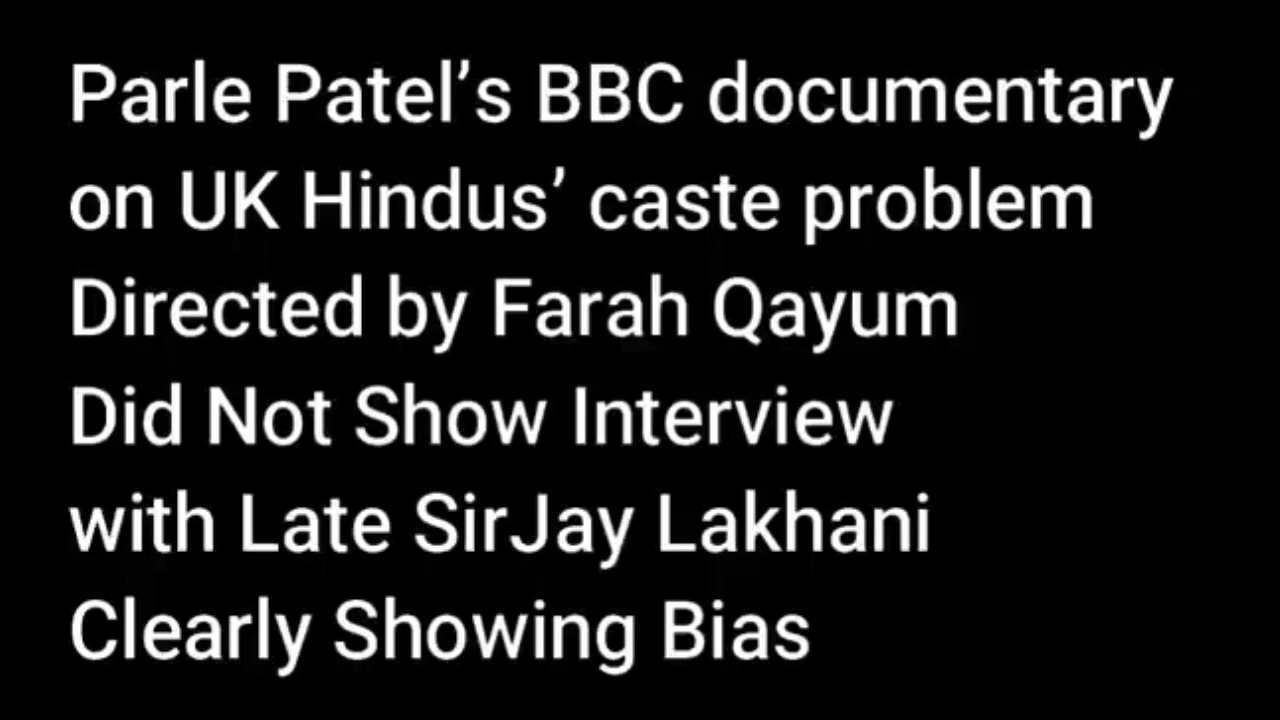 Parle Patel’s BBC documentary
on UK Hindus’ caste problem
Directed by Farah Qayum
Did Not Show Interview
with Late SirJay Lakhani
Clearly Showing Bias